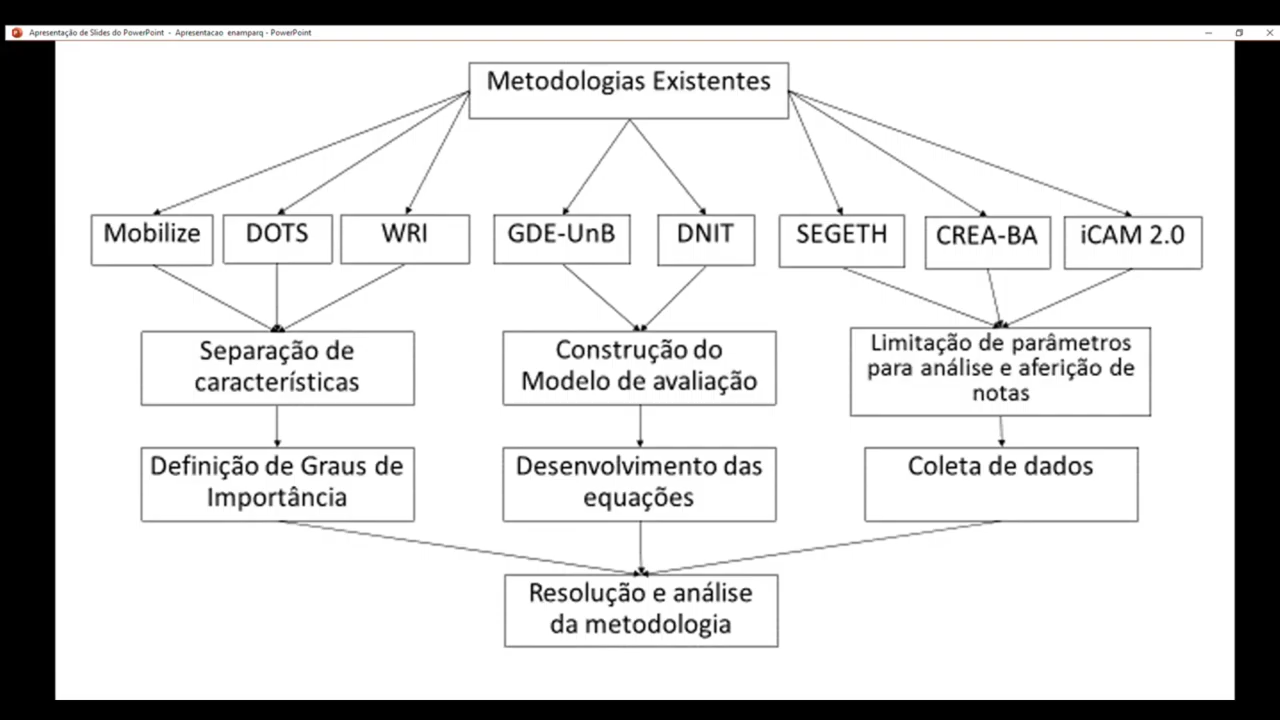 Apresentação de Slides do PowerPoint - Apresentacao enamparq - PowerPoint
Metodologias Existentes
Mobilize
DOTS
WRI
GDE-UnB
DNIT
SEGETH
CREA-BA
iCAM 2.0
Separação de
características
Construção do
Modelo de avaliação
Limitação de parâmetros
para análise e aferição de
notas
Definição de Graus de
Importância
Desenvolvimento das
equações
Coleta de dados
Resolução e análise
da metodologia